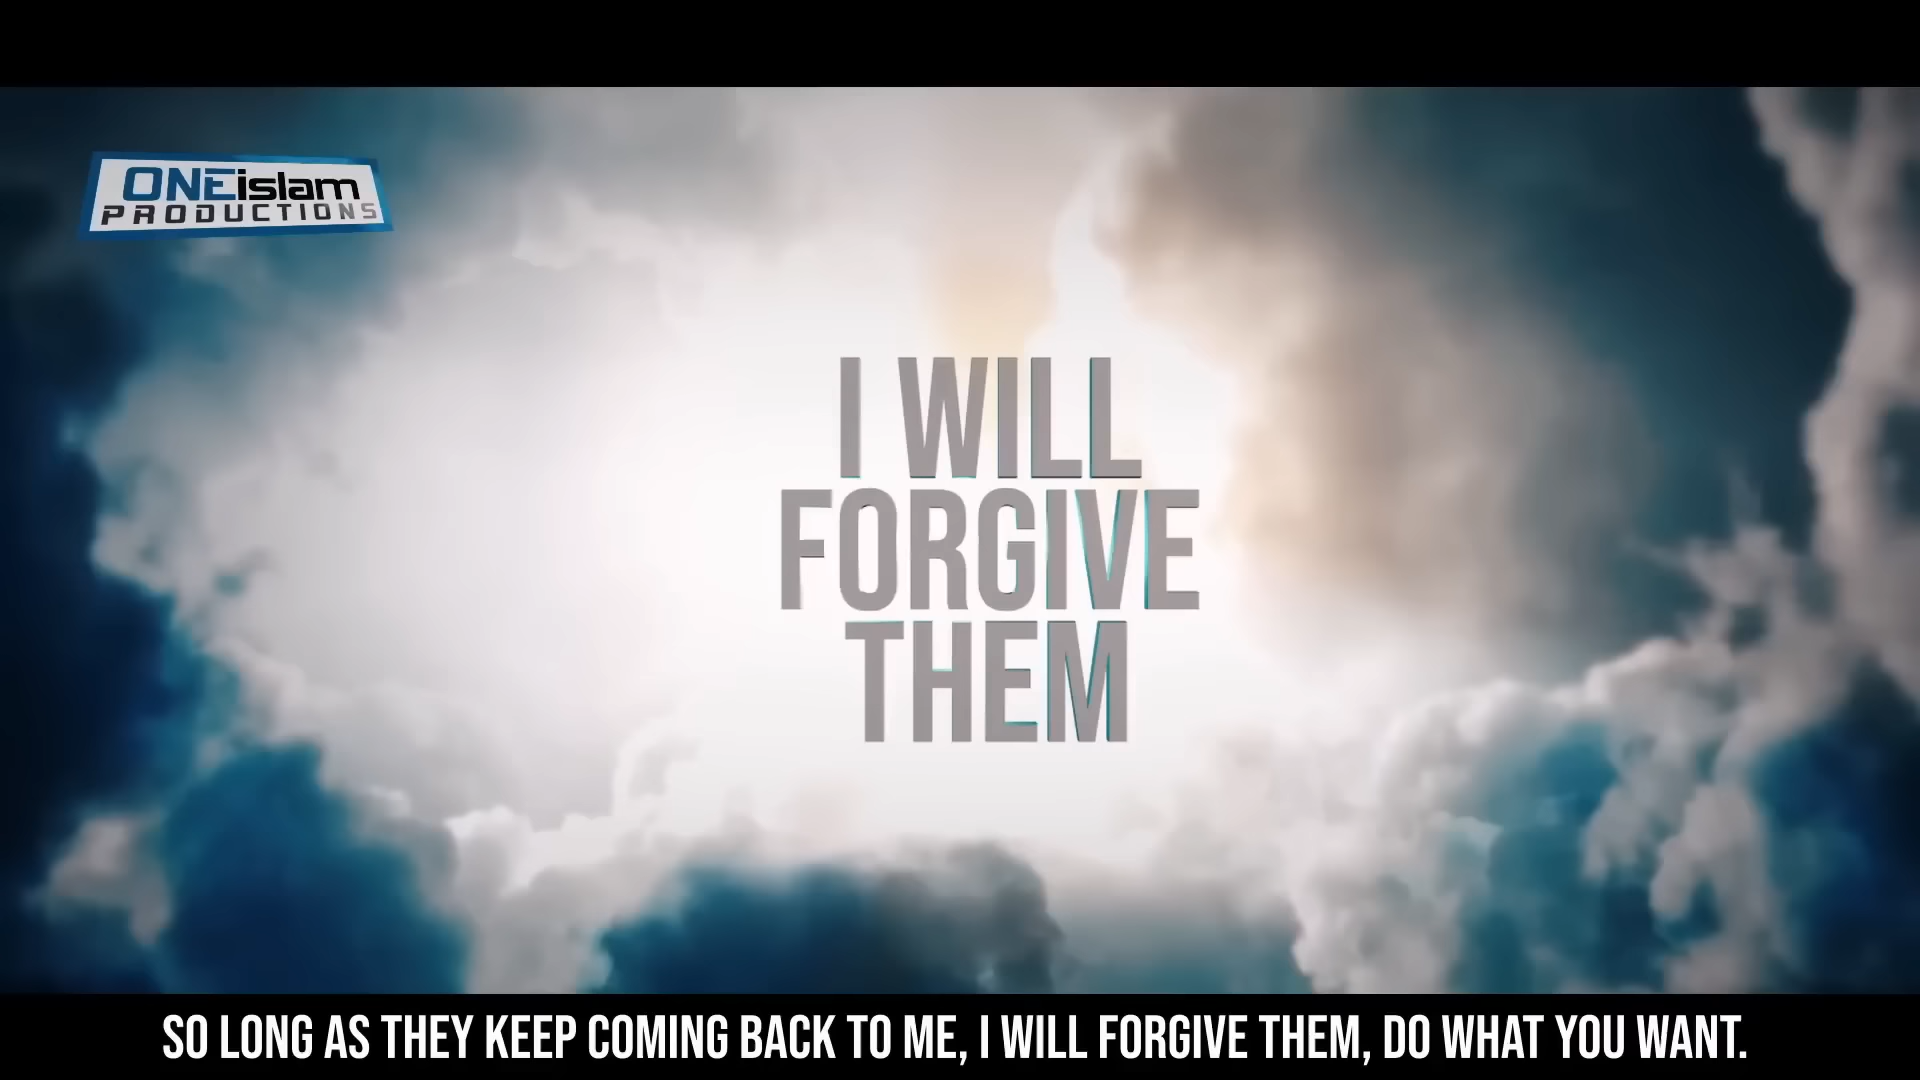 ONEislam
PRODUCTIONS
I WILL
FORGIVE
THEM
SO LONG AS THEY KEEP COMING BACK TO ME, I WILL FORGIVE THEM, DO WHAT YOU WANT.